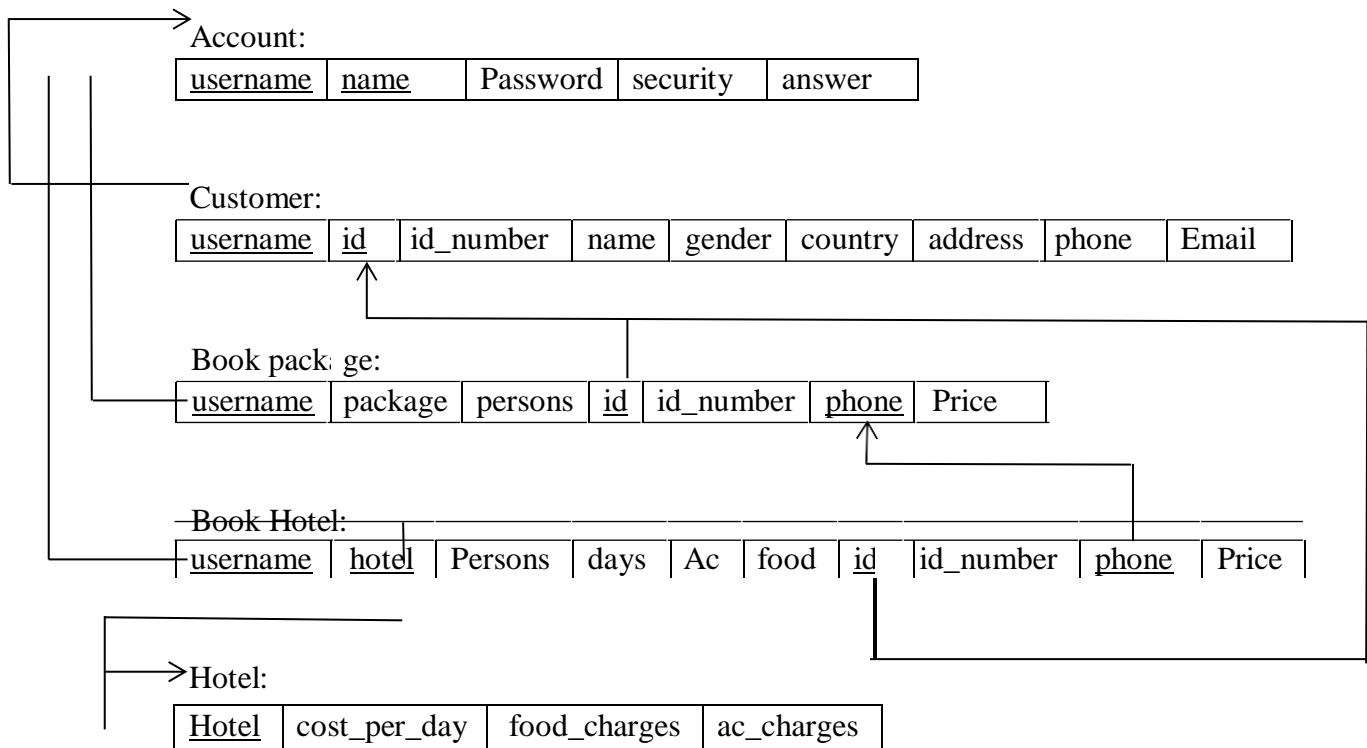 Account:
username name Password security answer
Customer:
username id id_number name gender country address phone Email
Book pack ge:
username package persons id id_number phone Price
Book Hotel:
username hotel Persons days Ac food id id_number phone Price
Hotel:
Hotel cost_per_day food_charges ac_charges